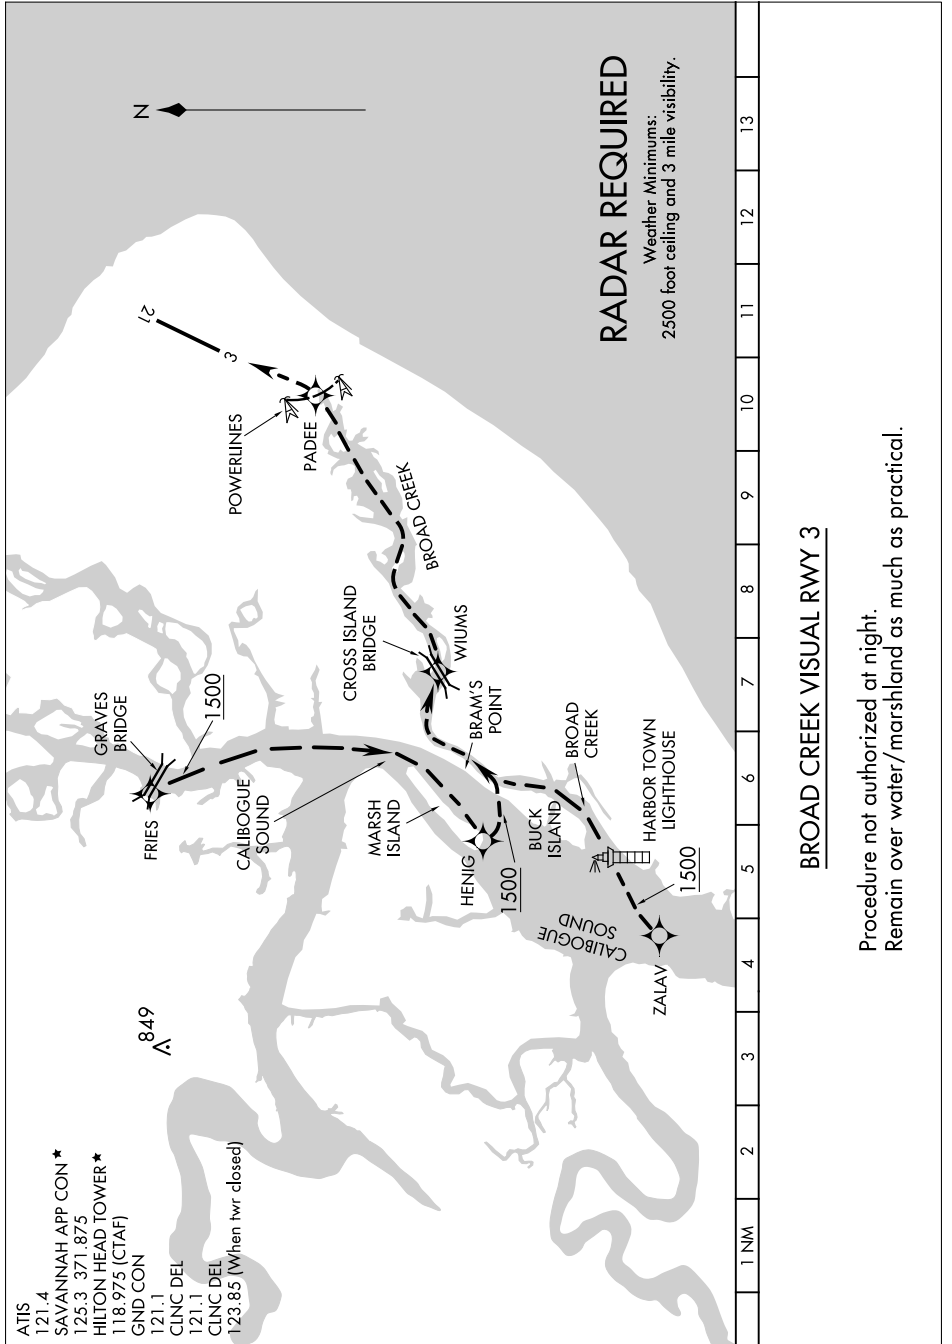 ATIS
121.4
SAVANNAH APP CON ★
125.3 371.875
HILTON HEAD TOWER ★
118.975 (CTAF)
GND CON
121.1
CLNC DEL
121.1
CLNC DEL
123.85 (When twr closed)
849
N
GRAVES
BRIDGE
FRIES
1500
21
3
POWERLINES
PADEE
CALIBOGUE
SOUND
CROSS ISLAND
BRIDGE
BROAD CREEK
MARSH
ISLAND
WIUMS
HENIG
BRAM'S
POINT
1500
BUCK
ISLAND
BROAD
CREEK
CALIBOGUE
SOUND
HARBOR TOWN
LIGHTHOUSE
1500
ZALAV
RADAR REQUIRED
Weather Minimums:
2500 foot ceiling and 3 mile visibility.
1 NM 2 3 4 5 6 7 8 9 10 11 12 13
BROAD CREEK VISUAL RWY 3
Procedure not authorized at night.
Remain over water/marshland as much as practical.